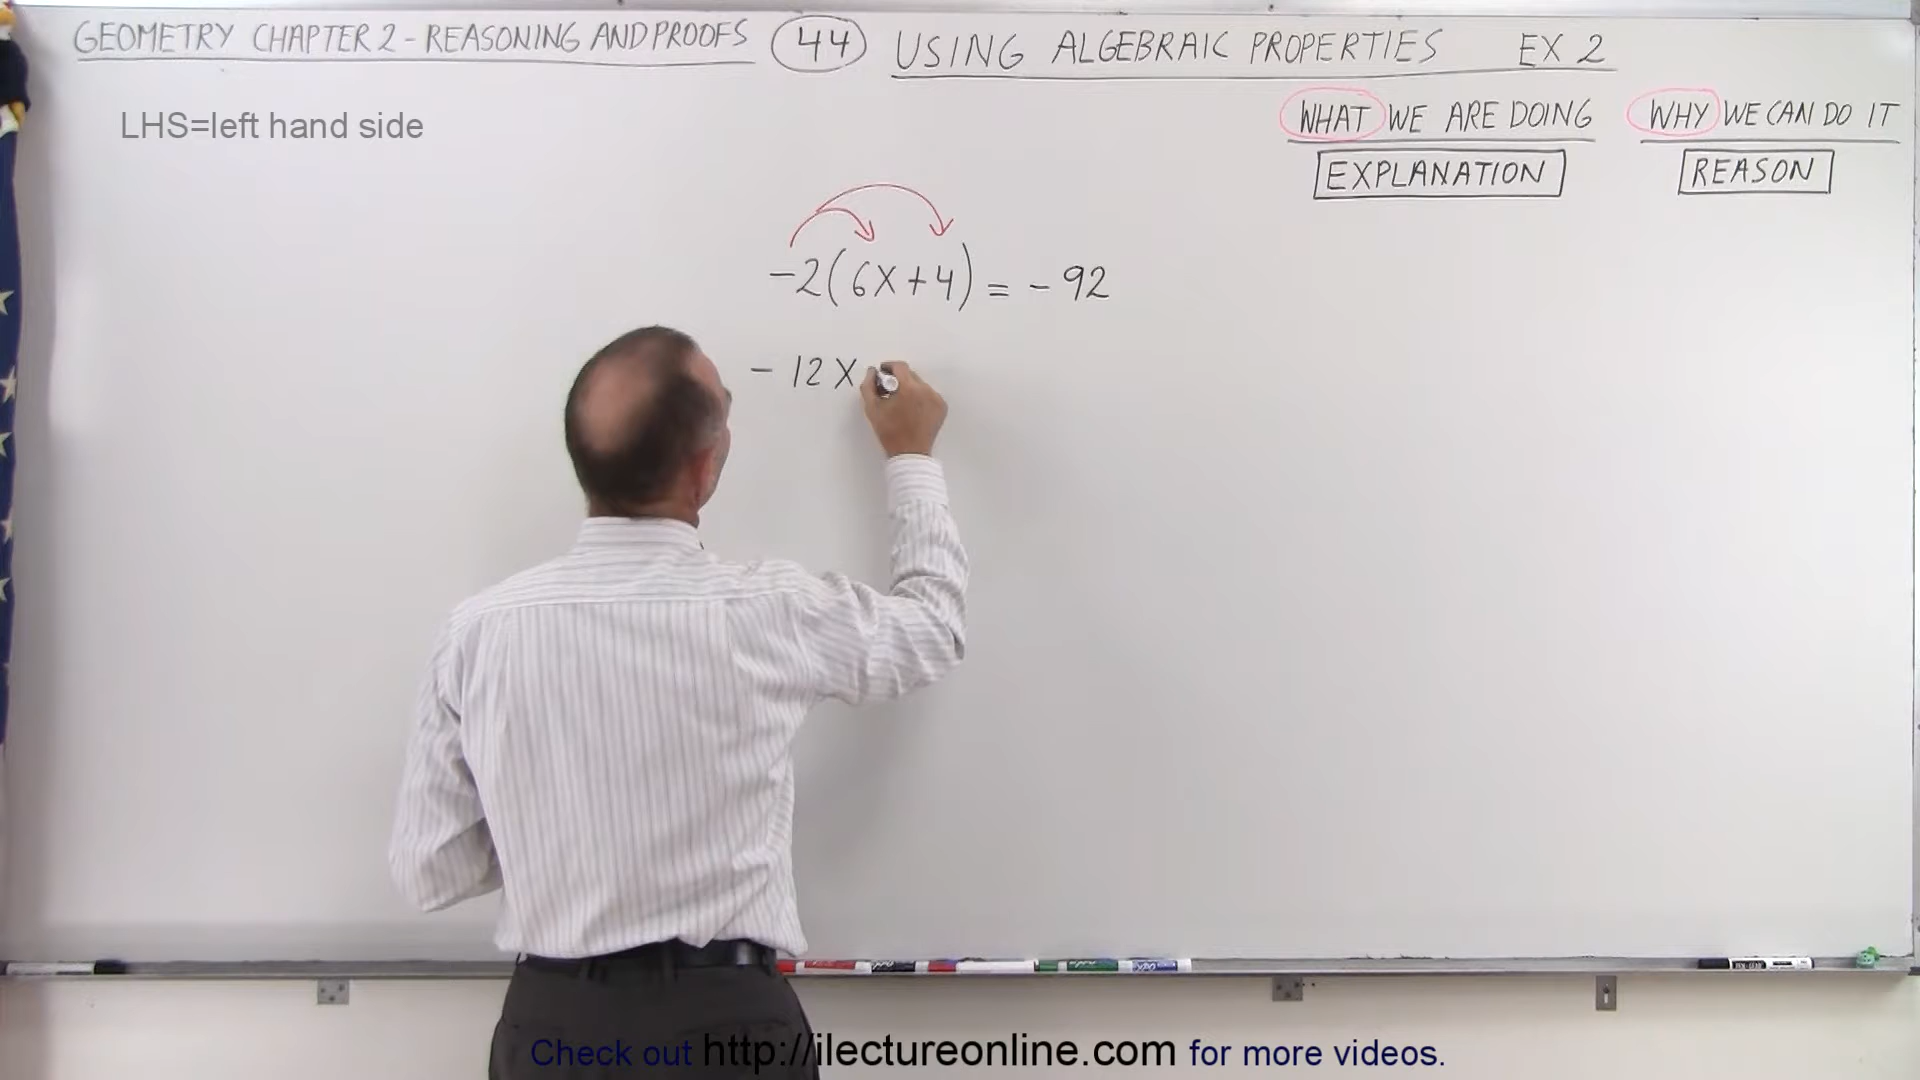 GEOMETRY CHAPTER 2 - REASONING AND PROOFS 44 USING ALGEBRAIC PROPERTIES EX 2
LHS=left hand side
WHAT WE ARE DOING WHY WE CAN DO IT
EXPLANATION REASON
-2(6X+4) = -92
- 12X
Check out http://ilectureonline.com for more videos.